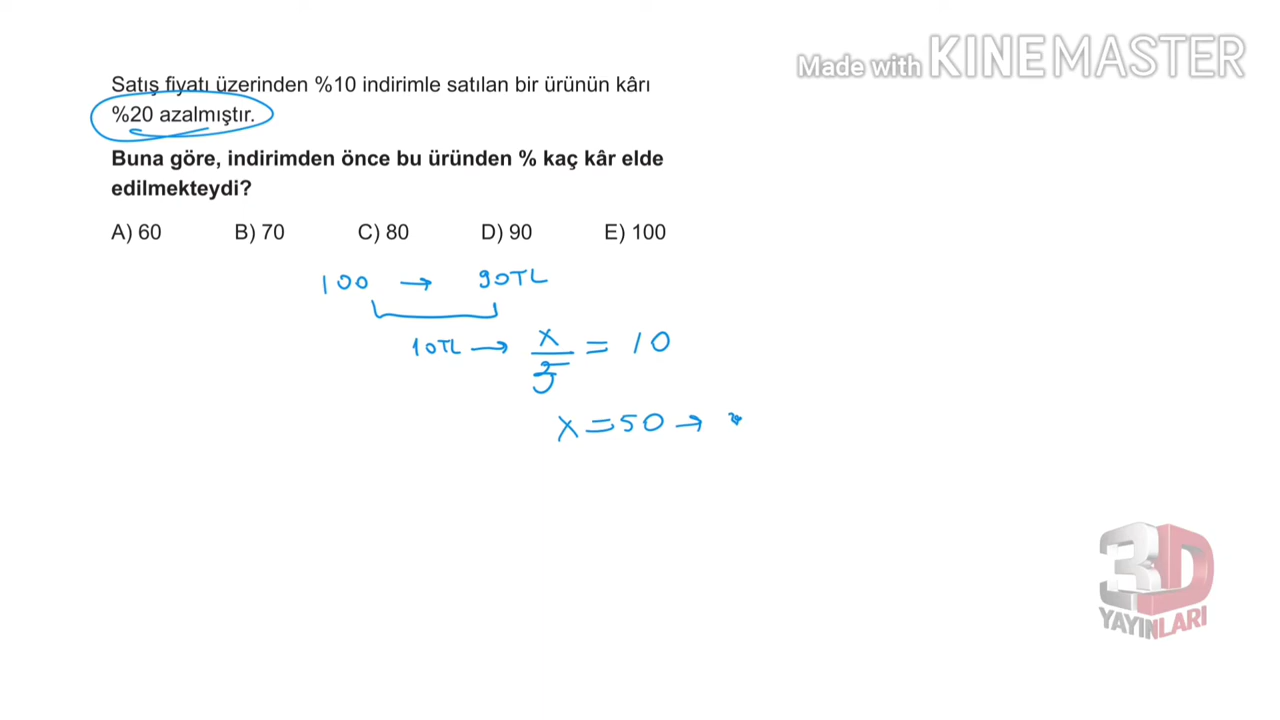 Made with KINEMASTER
Satış fiyatı üzerinden %10 indirimle satılan bir ürünün kârı
%20 azalmıştır.
Buna göre, indirimden önce bu üründen % kaç kâr elde
edilmekteydi?
A) 60 B) 70 C) 80 D) 90 E) 100
100 → 90TL
10TL → x/5 = 10
x = 50 →
3D
YAYINLARI